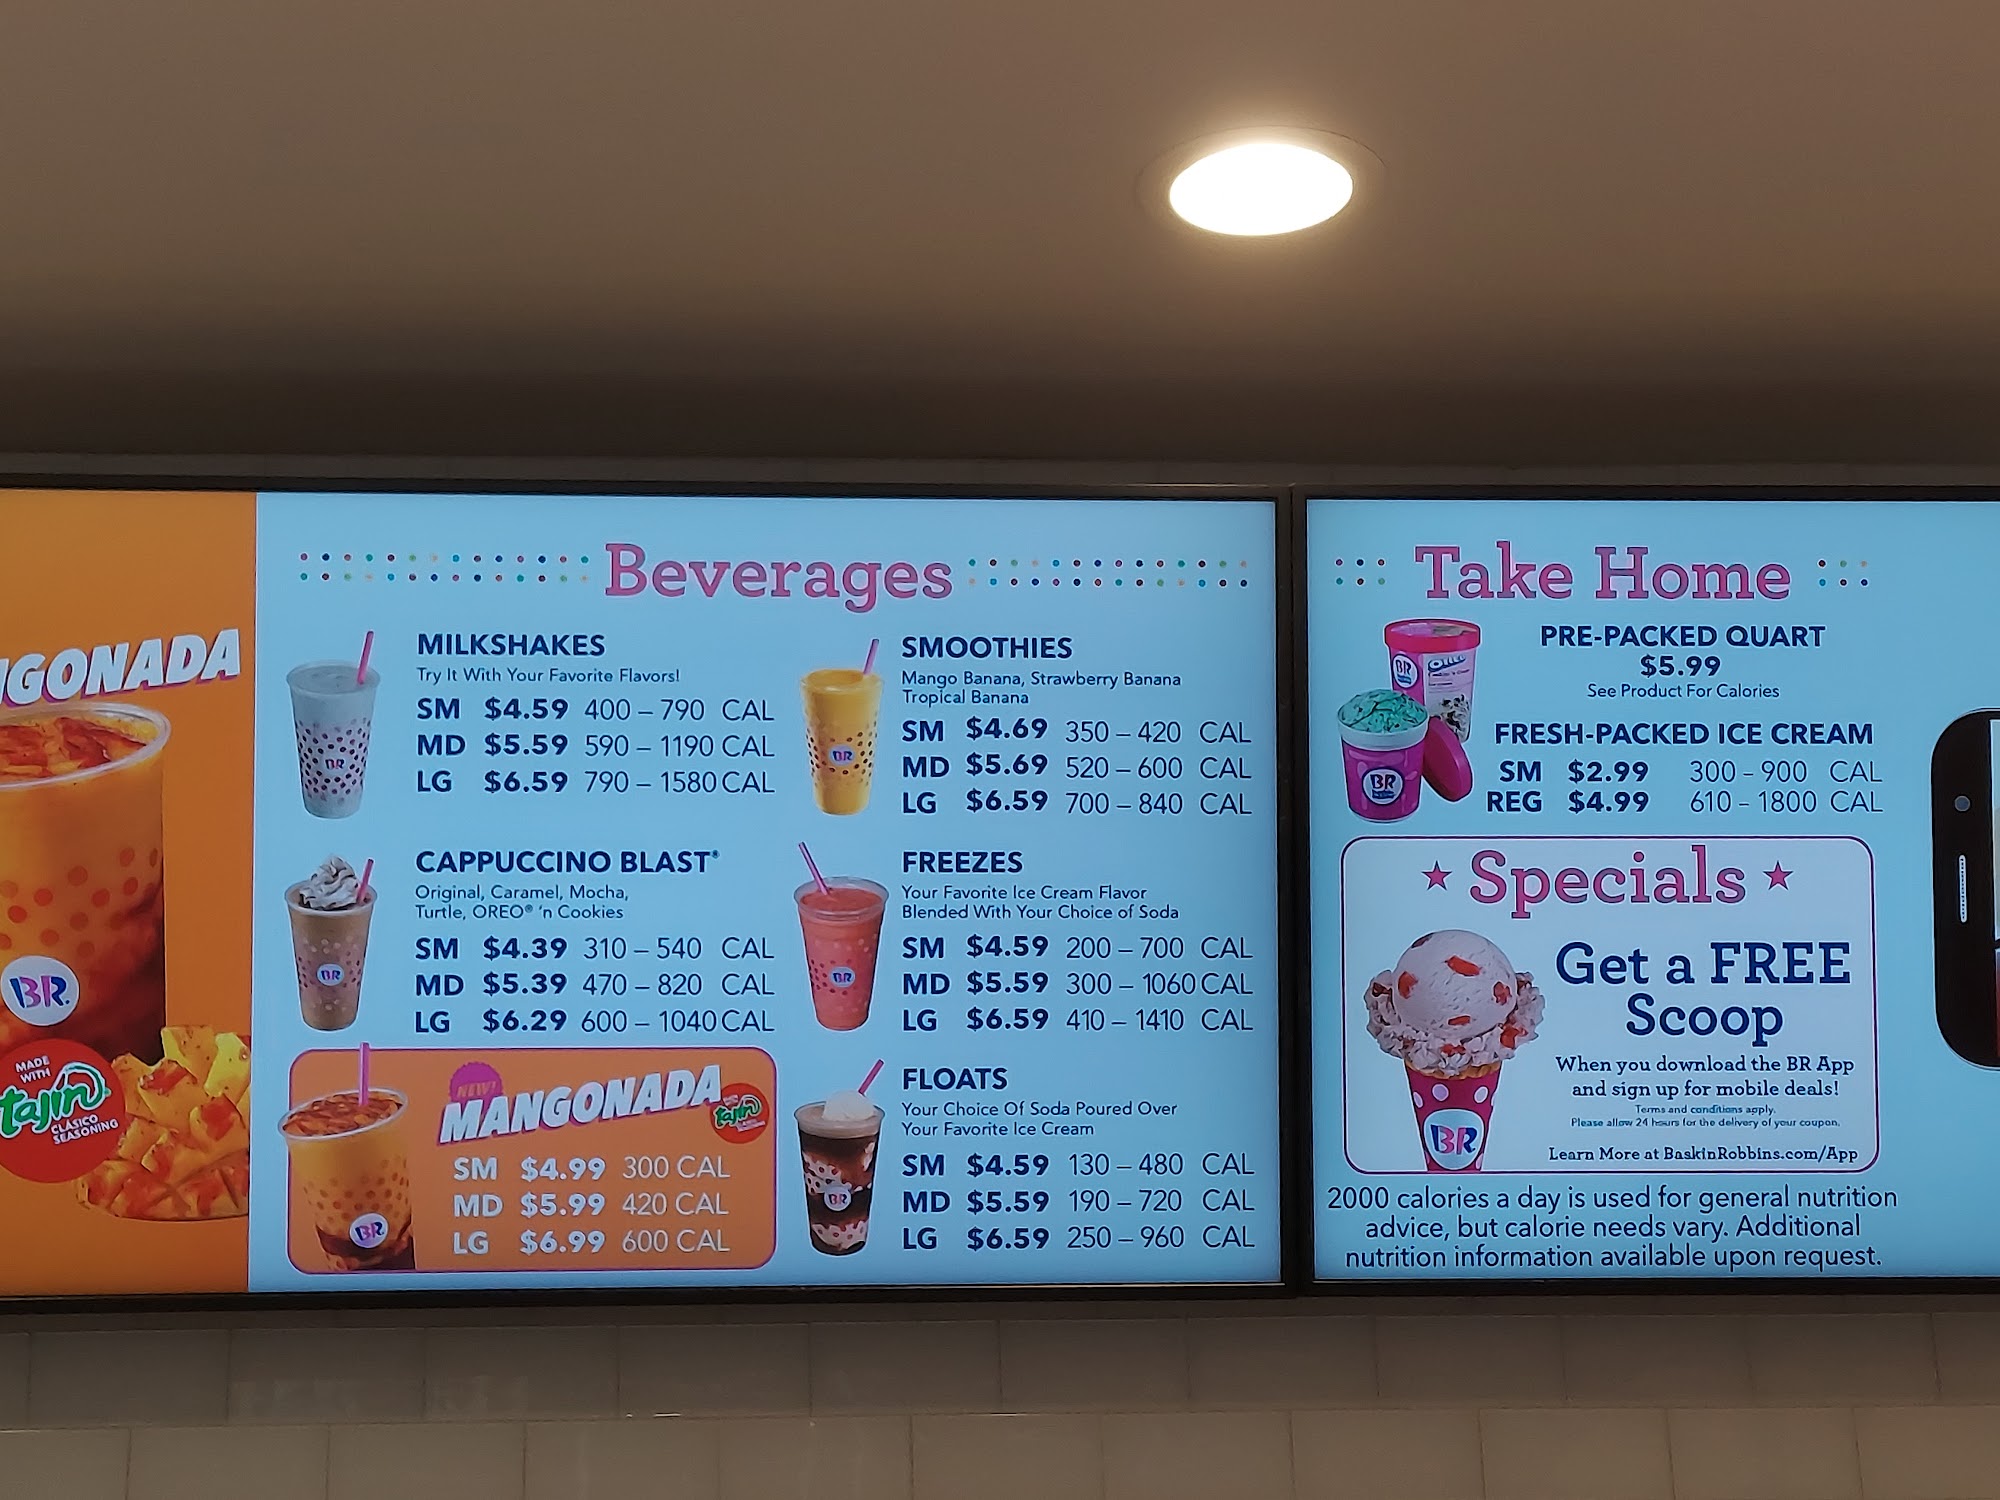 NGONADA
BR
MADE
WITH
tajín
CLÁSICO
SEASONING
Beverages
MILKSHAKES
Try It With Your Favorite Flavors!
SM $4.59 400 – 790 CAL
MD $5.59 590 – 1190 CAL
LG $6.59 790 – 1580 CAL
BR
CAPPUCCINO BLAST®
Original, Caramel, Mocha,
Turtle, OREO® 'n Cookies
SM $4.39 310 – 540 CAL
MD $5.39 470 – 820 CAL
LG $6.29 600 – 1040 CAL
BR
NEW!
MANGONADA
tajín
SM $4.99 300 CAL
MD $5.99 420 CAL
LG $6.99 600 CAL
BR
SMOOTHIES
Mango Banana, Strawberry Banana
Tropical Banana
SM $4.69 350 – 420 CAL
MD $5.69 520 – 600 CAL
LG $6.59 700 – 840 CAL
BR
FREEZES
Your Favorite Ice Cream Flavor
Blended With Your Choice of Soda
SM $4.59 200 – 700 CAL
MD $5.59 300 – 1060 CAL
LG $6.59 410 – 1410 CAL
BR
FLOATS
Your Choice Of Soda Poured Over
Your Favorite Ice Cream
SM $4.59 130 – 480 CAL
MD $5.59 190 – 720 CAL
LG $6.59 250 – 960 CAL
BR
Take Home
PRE-PACKED QUART
$5.99
See Product For Calories
BR
OREO
BR
FRESH-PACKED ICE CREAM
SM $2.99 300 - 900 CAL
REG $4.99 610 - 1800 CAL
Specials
Get a FREE
Scoop
When you download the BR App
and sign up for mobile deals!
Terms and conditions apply.
Please allow 24 hours for the delivery of your coupon.
Learn More at BaskinRobbins.com/App
BR
2000 calories a day is used for general nutrition
advice, but calorie needs vary. Additional
nutrition information available upon request.